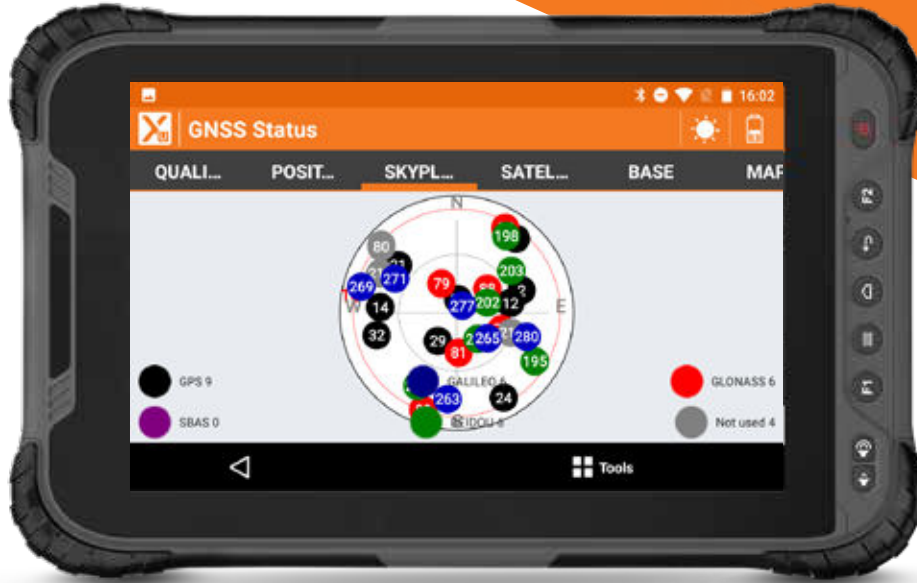 16:02
GNSS Status
QUALI... POSIT... SKYPL... SATEL... BASE MAP
N
198
80
203
271
269
79
277
202
12
W
14
E
32
29
265
280
81
195
263
24
GPS 9
GALILEO 6
GLONASS 6
SBAS 0
Not used 4
Tools
F2
F1